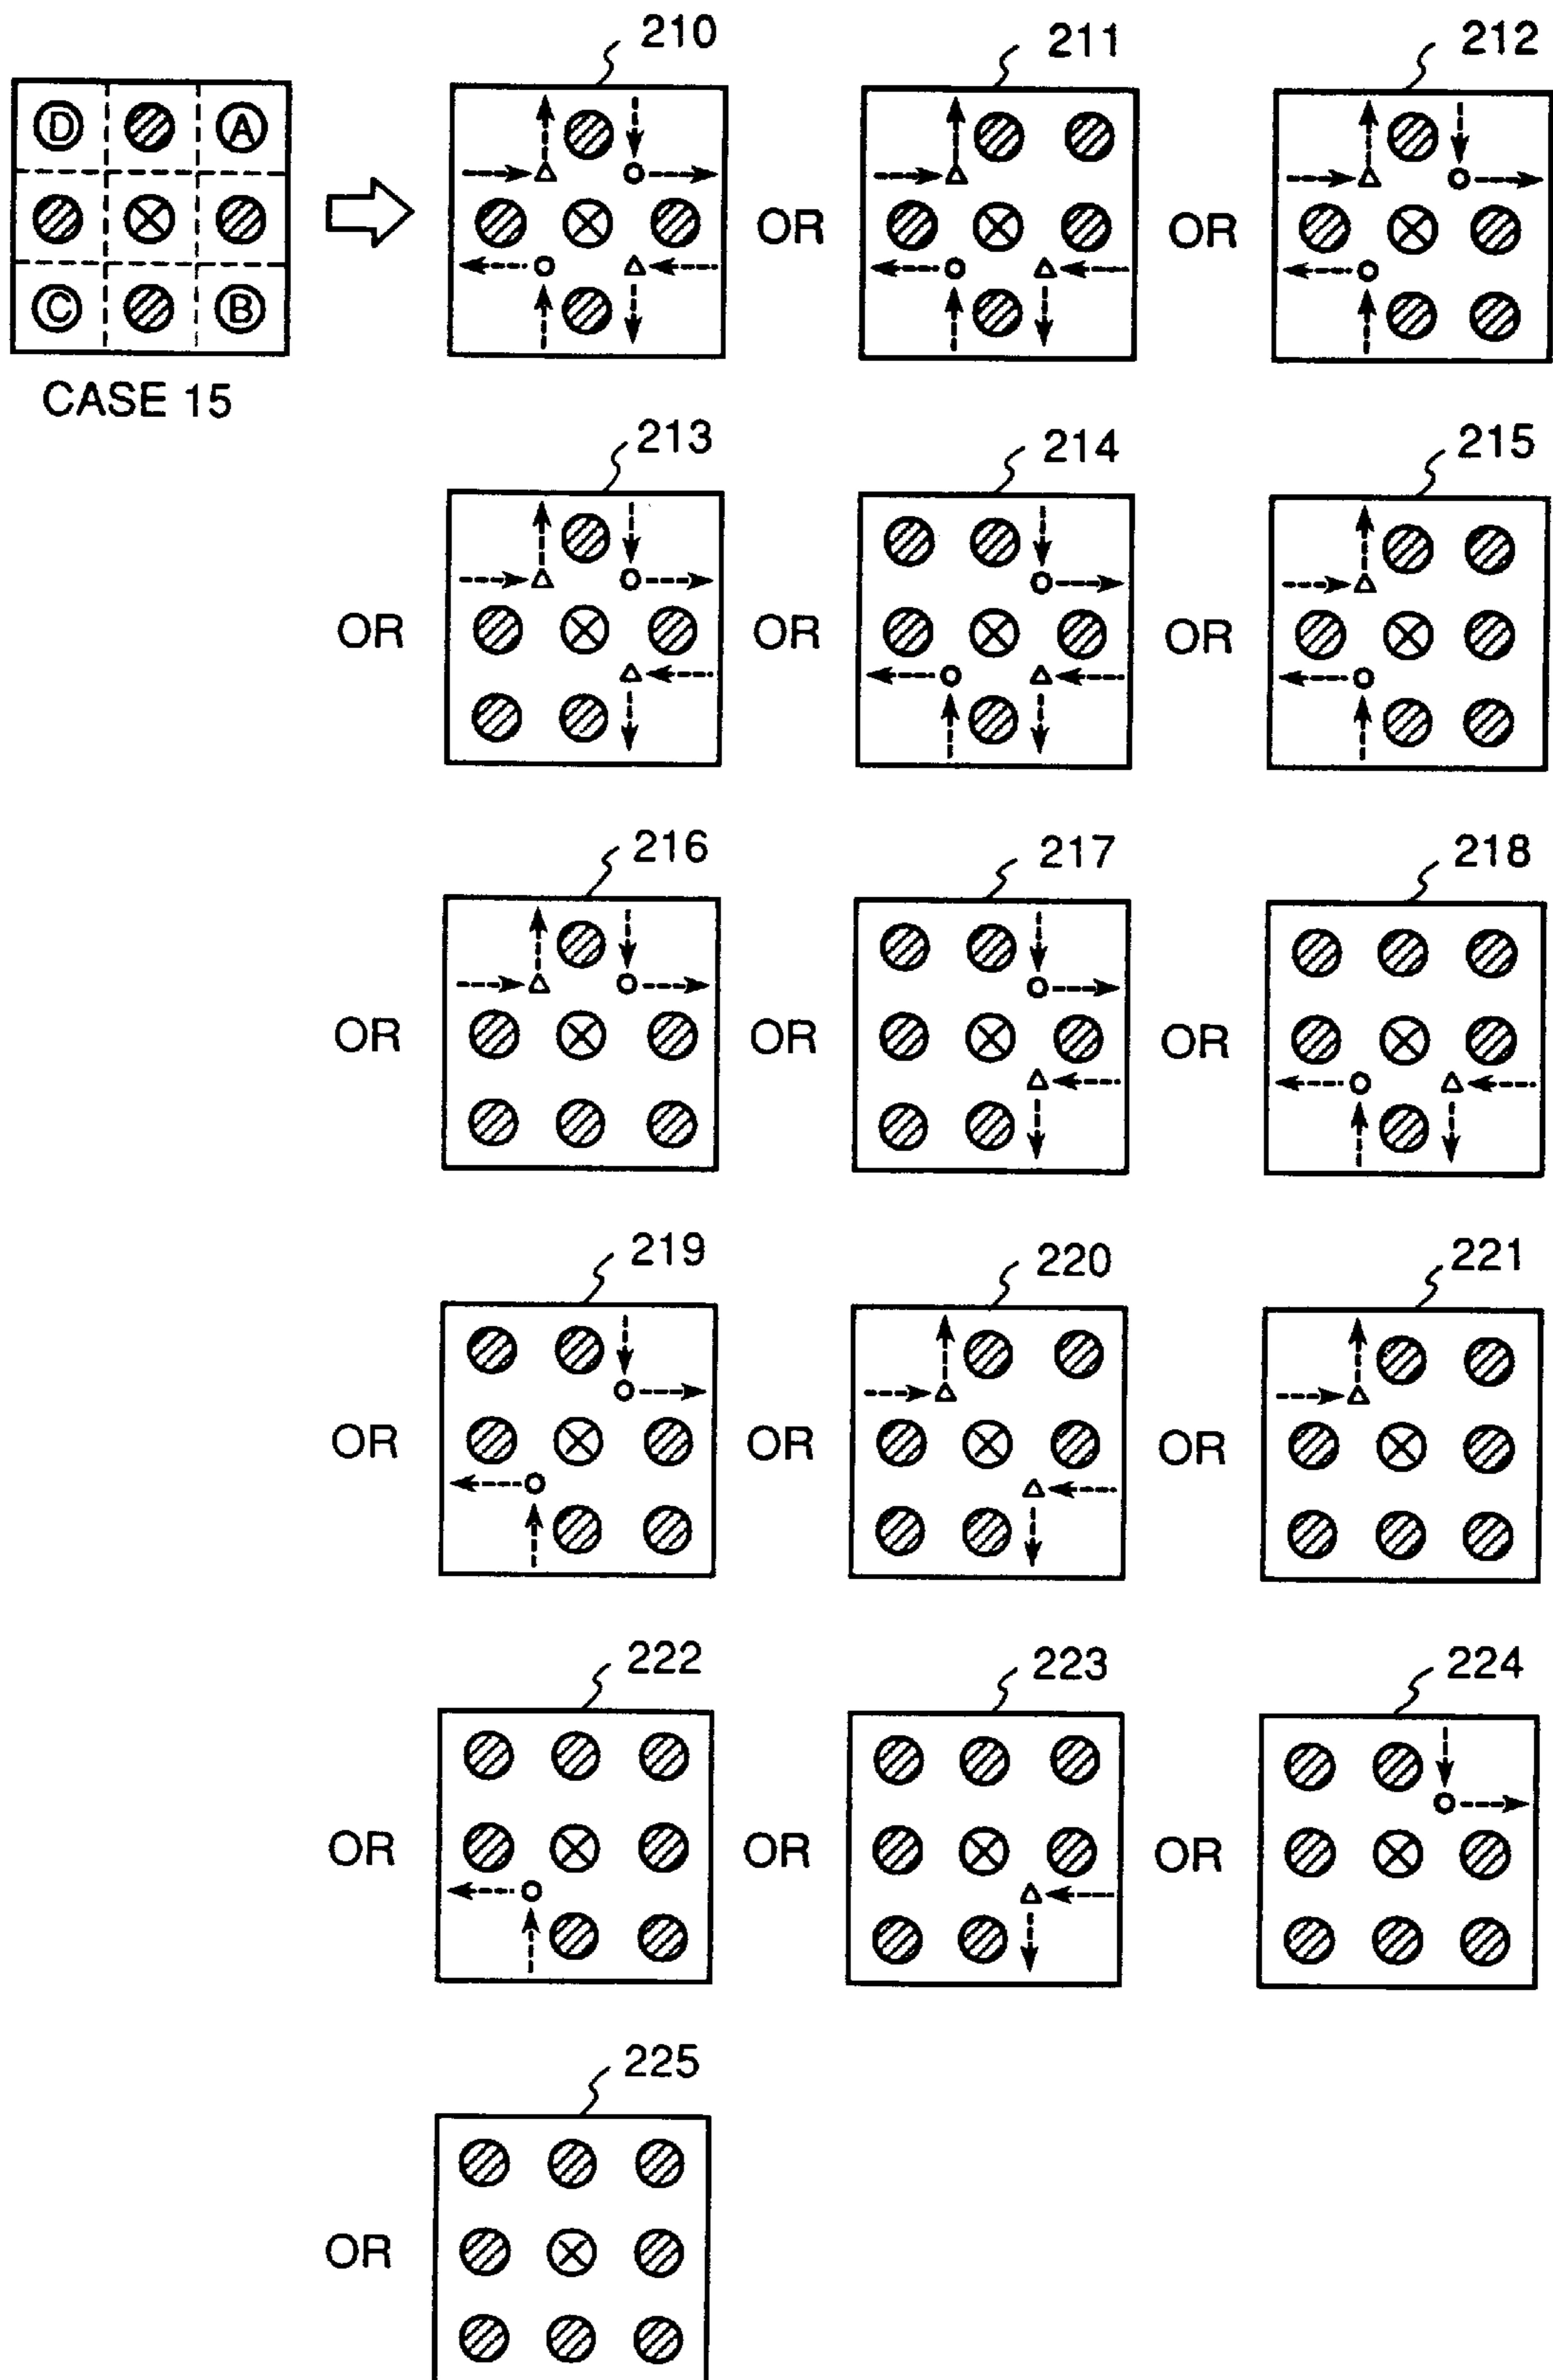 210 211 212
D A
OR OR
C B
CASE 15
213 214 215
OR OR OR
216 217 218
OR OR OR
219 220 221
OR OR OR
222 223 224
OR OR OR
225
OR